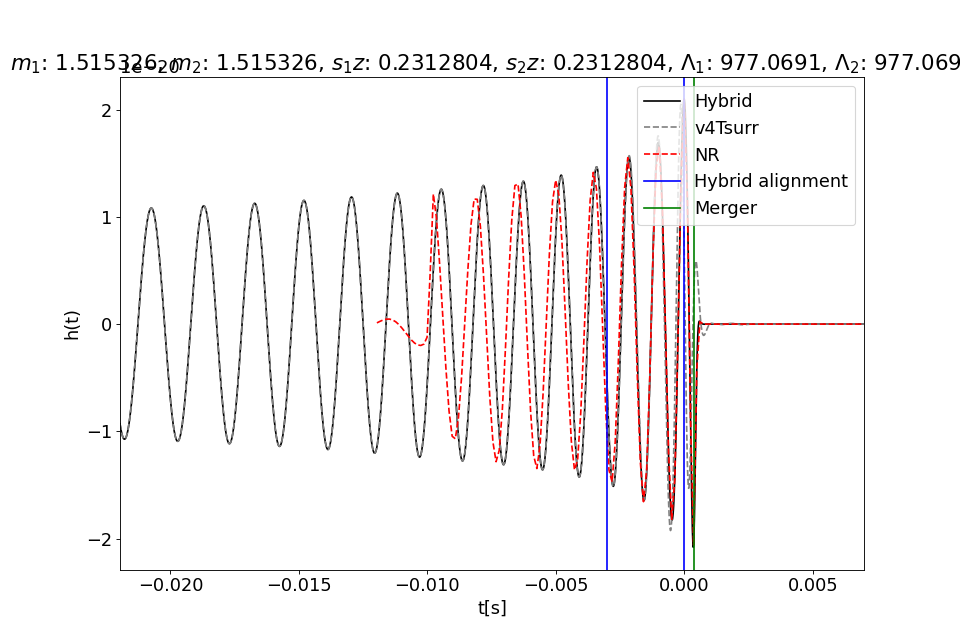 m₁: 1.515326, m₂: 1.515326, s₁z: 0.2312804, s₂z: 0.2312804, Λ₁: 977.0691, Λ₂: 977.069
1e−20
Hybrid
v4Tsurr
NR
Hybrid alignment
Merger
2
1
0
−1
−2
h(t)
−0.020
−0.015
−0.010
−0.005
0.000
0.005
t[s]